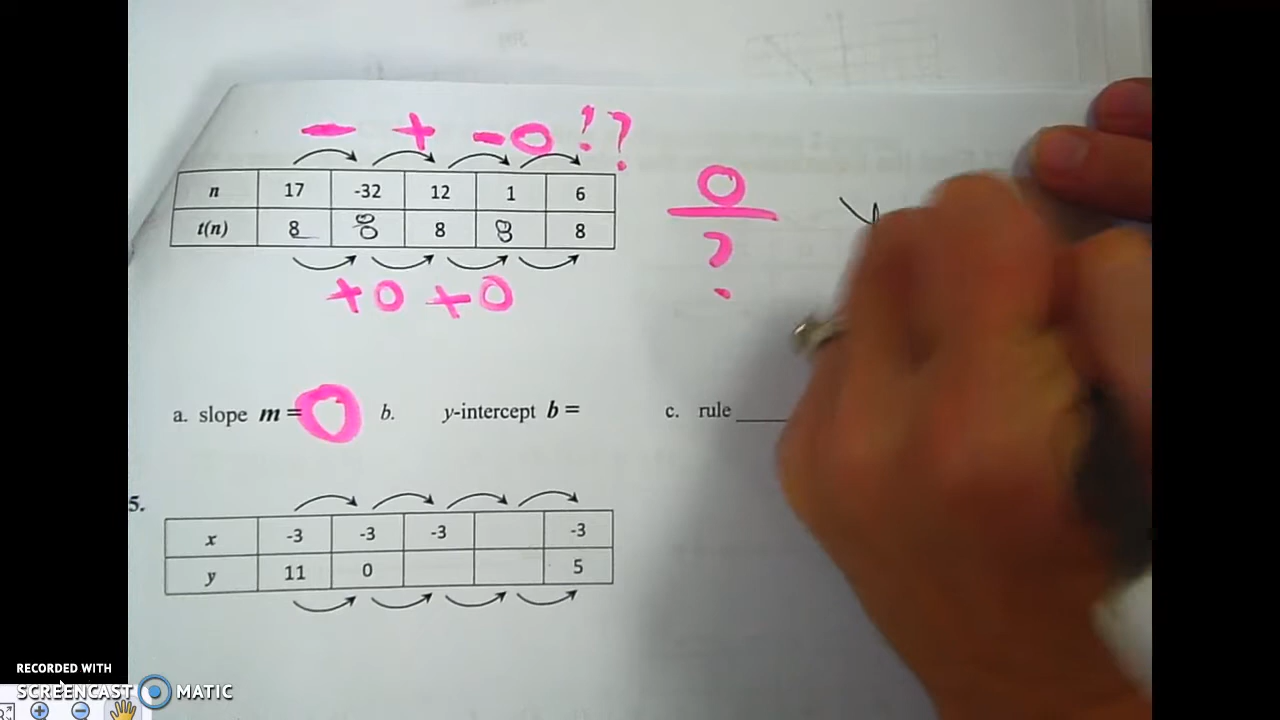 − + −0 !?
n 17 -32 12 1 6
t(n) 8 8 8 8 8
+0 +0
0
?
y
a. slope m = 0 b. y-intercept b = c. rule
5.
x -3 -3 -3 -3
y 11 0 5
RECORDED WITH
SCREENCAST MATIC